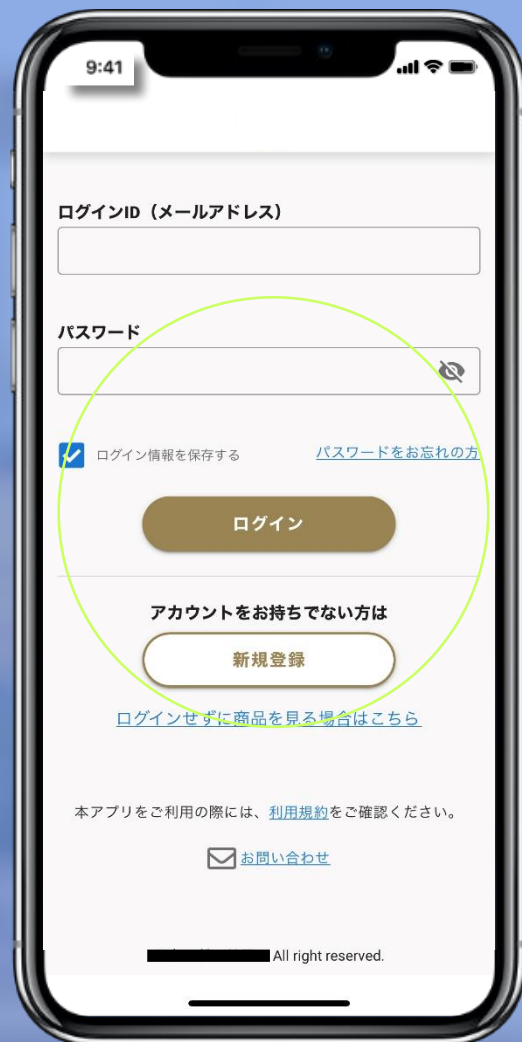 9:41
ログインID（メールアドレス）
パスワード
ログイン情報を保存する
パスワードをお忘れの方
ログイン
アカウントをお持ちでない方は
新規登録
ログインせずに商品を見る場合はこちら
本アプリをご利用の際には、利用規約をご確認ください。
お問い合わせ
All right reserved.